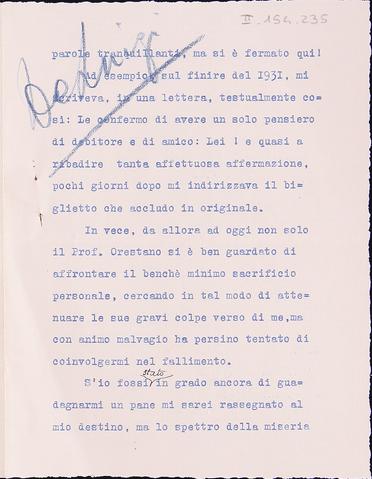 II. 154.235
parole tranquillanti, ma si è fermato qui!
Ad esempio, sul finire del 1931, mi
scriveva, in una lettera, testualmente co=
si: Le confermo di avere un solo pensiero
di debitore e di amico: Lei ! e quasi a
ribadire tanta affettuosa affermazione,
pochi giorni dopo mi indirizzava il bi=
glietto che accludo in originale.
In vece, da allora ad oggi non solo
il Prof. Orestano si è ben guardato di
affrontare il benchè minimo sacrificio
personale, cercando in tal modo di atte=
nuare le sue gravi colpe verso di me,ma
con animo malvagio ha persino tentato di
coinvolgermi nel fallimento.
stato
S'io fossi in grado ancora di gua=
dagnarmi un pane mi sarei rassegnato al
mio destino, ma lo spettro della miseria